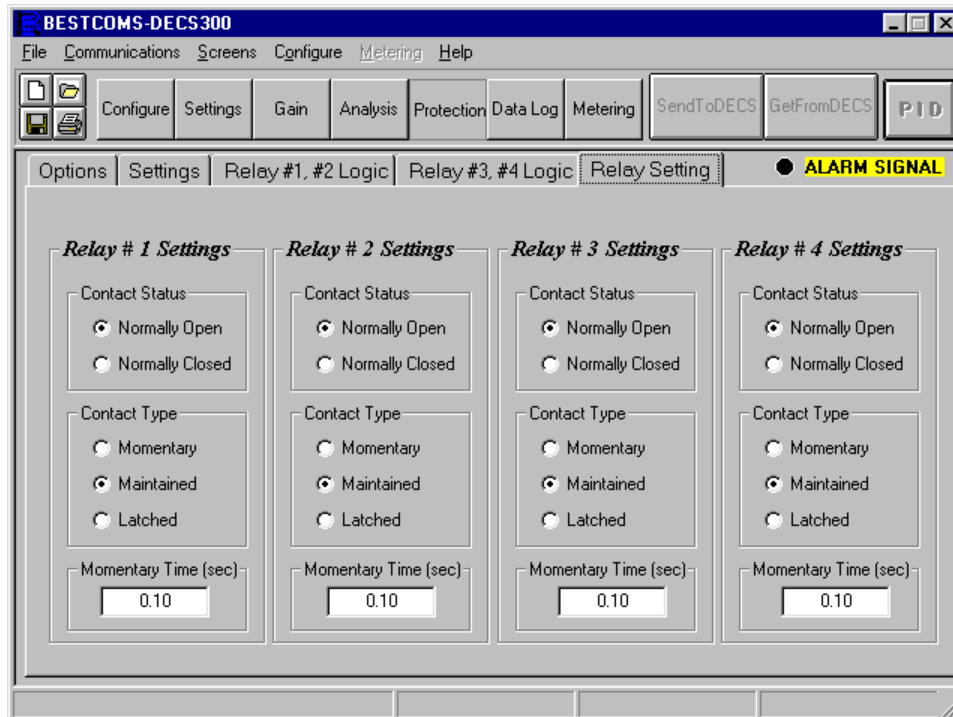 BESTCOMS-DECS300
File Communications Screens Configure Metering Help
Configure Settings Gain Analysis Protection Data Log Metering SendToDECS GetFromDECS PID
Options Settings Relay #1, #2 Logic Relay #3, #4 Logic Relay Setting ALARM SIGNAL
Relay # 1 Settings Relay # 2 Settings Relay # 3 Settings Relay # 4 Settings
Contact Status Contact Status Contact Status Contact Status
Normally Open Normally Open Normally Open Normally Open
Normally Closed Normally Closed Normally Closed Normally Closed
Contact Type Contact Type Contact Type Contact Type
Momentary Momentary Momentary Momentary
Maintained Maintained Maintained Maintained
Latched Latched Latched Latched
Momentary Time (sec) Momentary Time (sec) Momentary Time (sec) Momentary Time (sec)
0.10 0.10 0.10 0.10